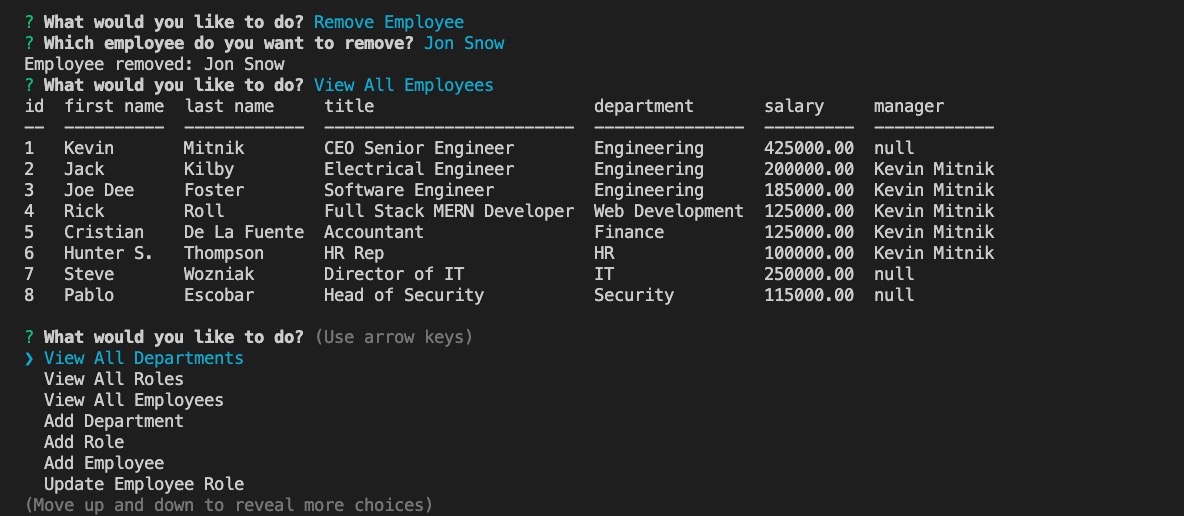 ? What would you like to do? Remove Employee
? Which employee do you want to remove? Jon Snow
Employee removed: Jon Snow
? What would you like to do? View All Employees
id  first name  last name     title                      department       salary     manager
--  ----------  ------------  -------------------------  ---------------  ---------  ------------
1   Kevin       Mitnik        CEO Senior Engineer        Engineering      425000.00  null
2   Jack        Kilby         Electrical Engineer        Engineering      200000.00  Kevin Mitnik
3   Joe Dee     Foster        Software Engineer          Engineering      185000.00  Kevin Mitnik
4   Rick        Roll          Full Stack MERN Developer  Web Development  125000.00  Kevin Mitnik
5   Cristian    De La Fuente  Accountant                 Finance          125000.00  Kevin Mitnik
6   Hunter S.   Thompson      HR Rep                     HR               100000.00  Kevin Mitnik
7   Steve       Wozniak       Director of IT             IT               250000.00  null
8   Pablo       Escobar       Head of Security           Security         115000.00  null
? What would you like to do? (Use arrow keys)
❯ View All Departments
  View All Roles
  View All Employees
  Add Department
  Add Role
  Add Employee
  Update Employee Role
(Move up and down to reveal more choices)